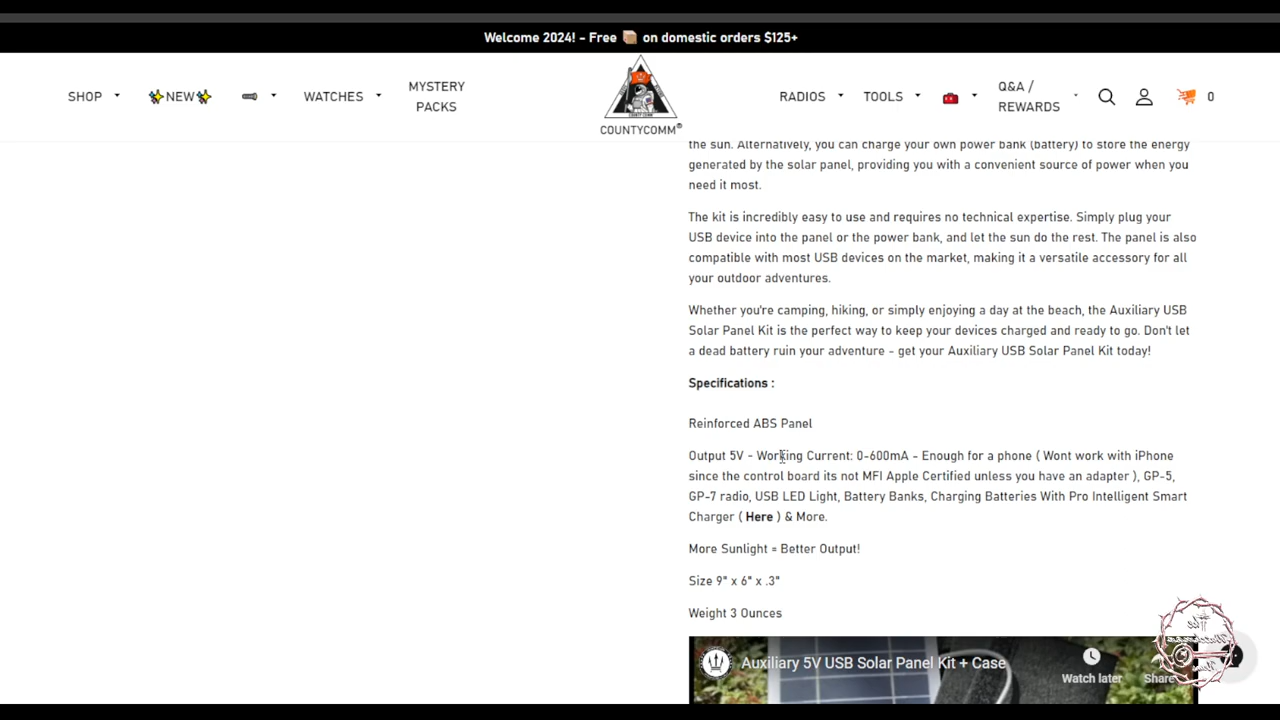 Welcome 2024! - Free 📦 on domestic orders $125+
SHOP
✨NEW✨
WATCHES
MYSTERY
PACKS
COUNTYCOMM®
RADIOS
TOOLS
Q&A /
REWARDS
0
the sun. Alternatively, you can charge your own power bank (battery) to store the energy
generated by the solar panel, providing you with a convenient source of power when you
need it most.
The kit is incredibly easy to use and requires no technical expertise. Simply plug your
USB device into the panel or the power bank, and let the sun do the rest. The panel is also
compatible with most USB devices on the market, making it a versatile accessory for all
your outdoor adventures.
Whether you're camping, hiking, or simply enjoying a day at the beach, the Auxiliary USB
Solar Panel Kit is the perfect way to keep your devices charged and ready to go. Don't let
a dead battery ruin your adventure - get your Auxiliary USB Solar Panel Kit today!
Specifications :
Reinforced ABS Panel
Output 5V - Working Current: 0-600mA - Enough for a phone ( Wont work with iPhone
since the control board its not MFI Apple Certified unless you have an adapter ), GP-5,
GP-7 radio, USB LED Light, Battery Banks, Charging Batteries With Pro Intelligent Smart
Charger ( Here ) & More.
More Sunlight = Better Output!
Size 9" x 6" x .3"
Weight 3 Ounces
Auxiliary 5V USB Solar Panel Kit + Case
Watch later
Share